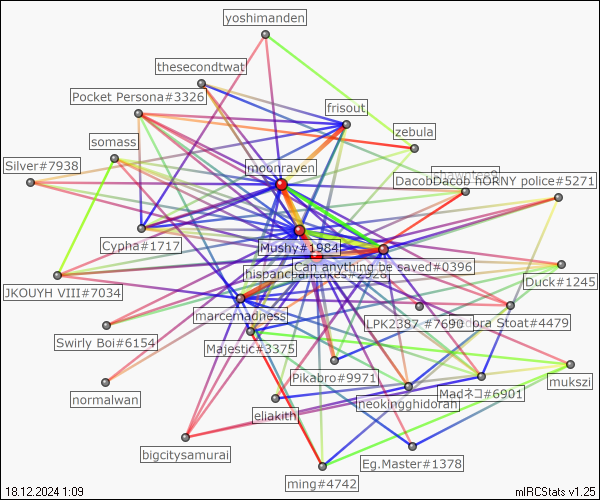 yoshimanden
thesecondtwat
Pocket Persona#3326
frisout
zebula
somass
Silver#7938
moonraven
DacobDacob HORNY police#5271
Cypha#1717
Mushy#1984
Can anything be saved#0396
Duck#1245
JKOUYH VIII#7034
marcemadness
LPK2387 #7690
Stoat#4479
Swirly Boi#6154
Majestic#3375
Pikabro#9971
mukszi
normalwan
neokingghidorah
Madネコ#6901
eliakith
bigcitysamurai
Eg.Master#1378
ming#4742
18.12.2024 1:09
mIRCStats v1.25